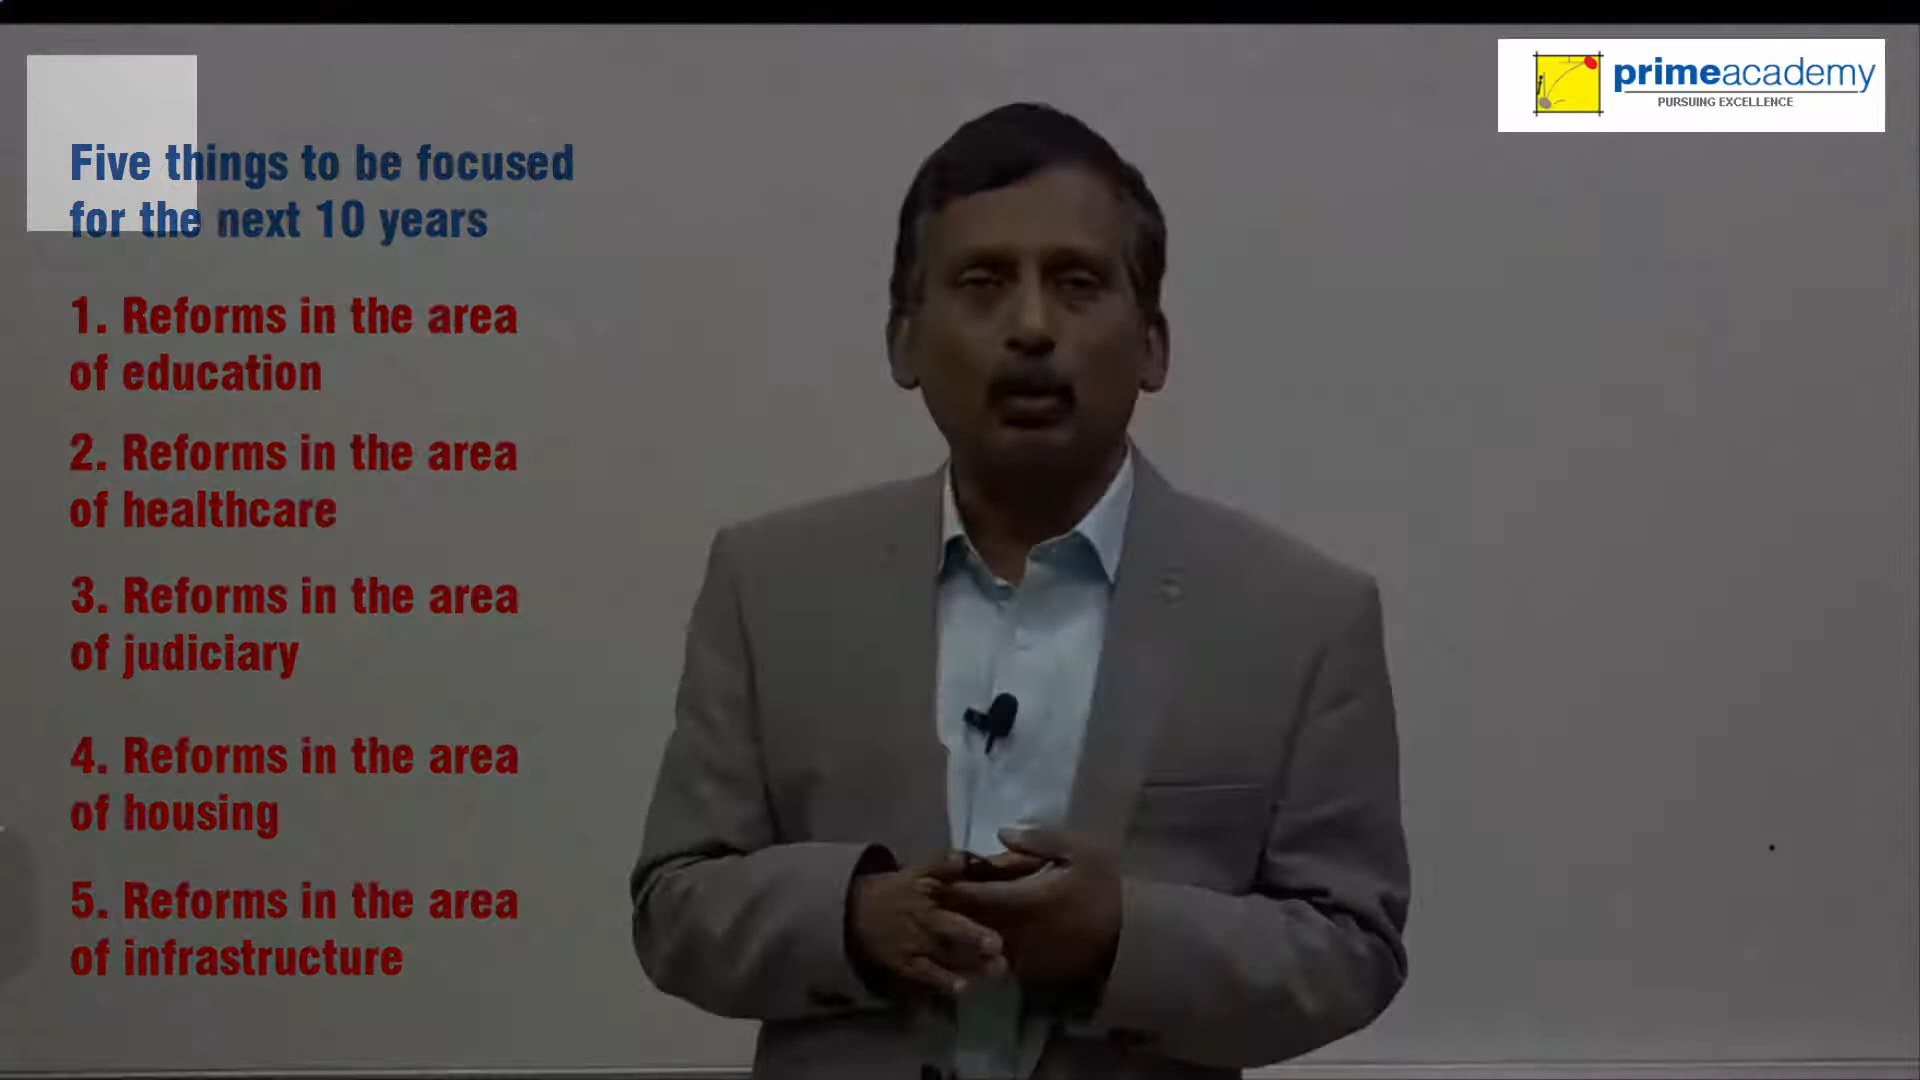 primeacademy
PURSUING EXCELLENCE
Five things to be focused
for the next 10 years
1. Reforms in the area
of education
2. Reforms in the area
of healthcare
3. Reforms in the area
of judiciary
4. Reforms in the area
of housing
5. Reforms in the area
of infrastructure